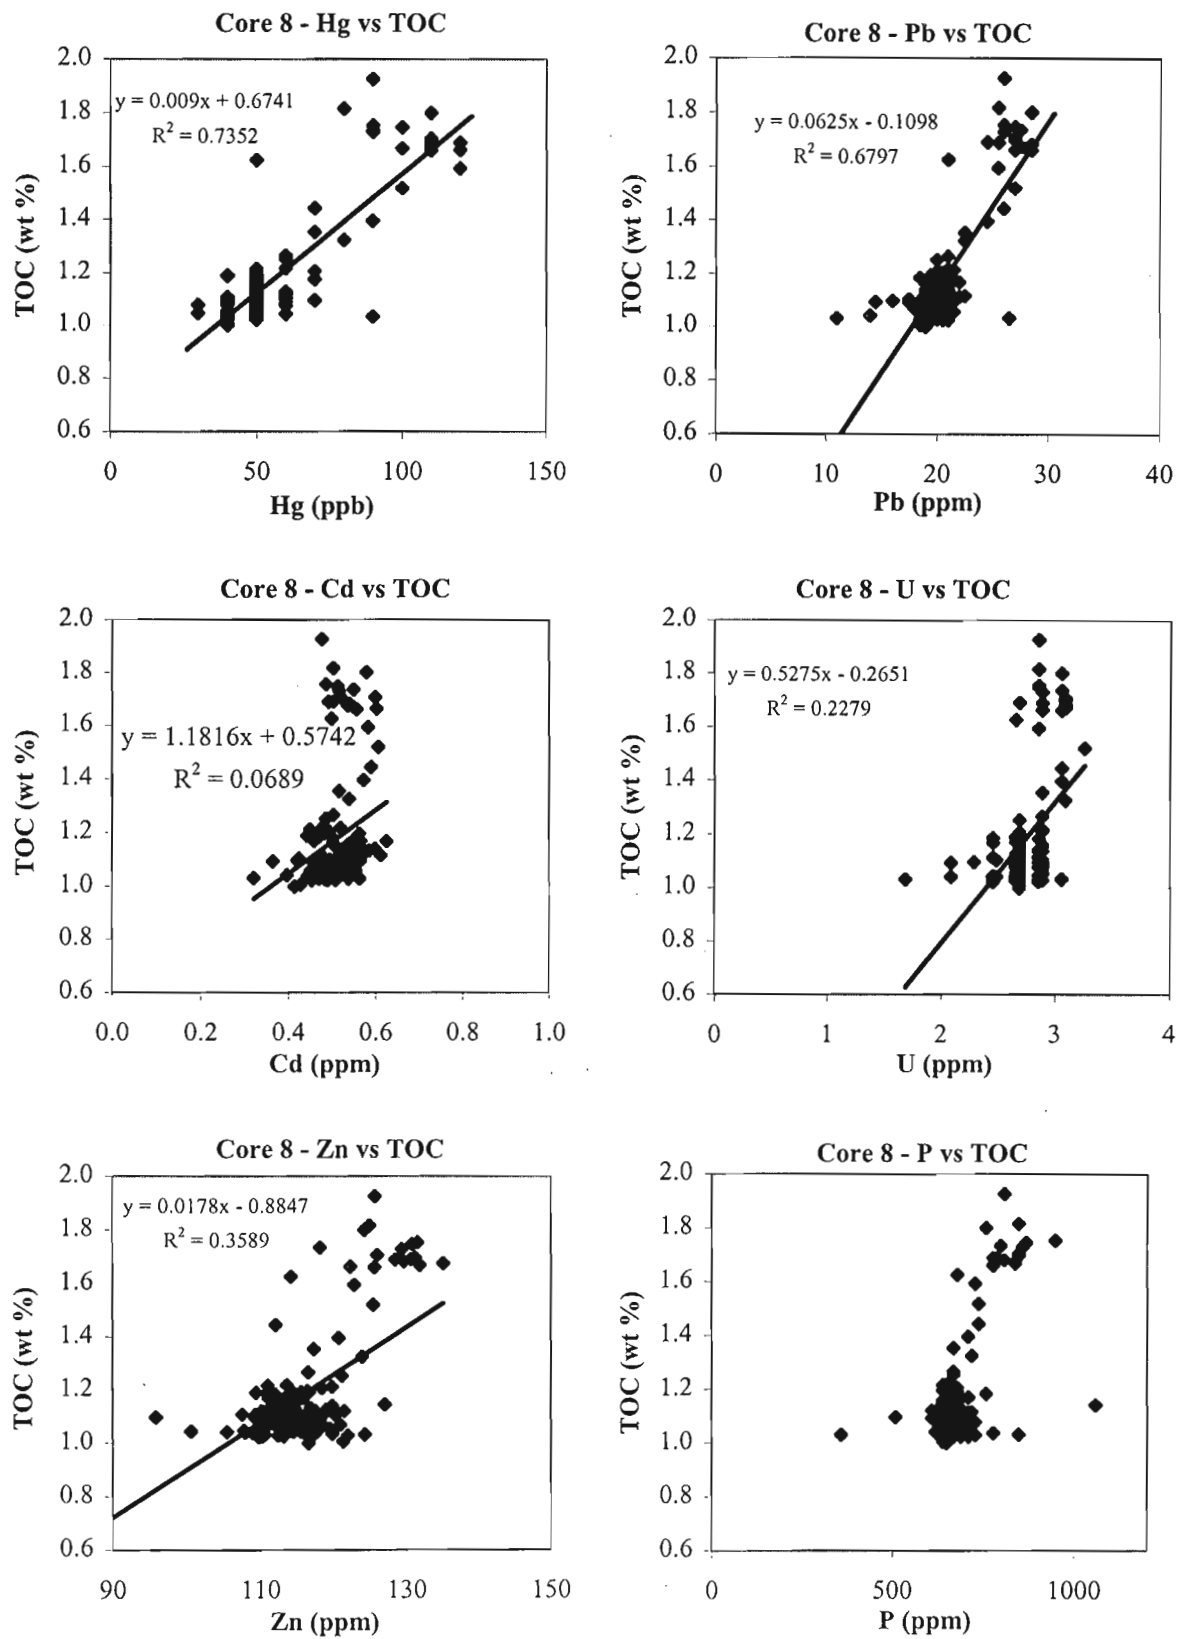 Core 8 - Hg vs TOC
2.0
1.8
1.6
1.4
1.2
1.0
0.8
0.6
TOC (wt %)
y = 0.009x + 0.6741
R² = 0.7352
0 50 100 150
Hg (ppb)
Core 8 - Pb vs TOC
2.0
1.8
1.6
1.4
1.2
1.0
0.8
0.6
TOC (wt %)
y = 0.0625x - 0.1098
R² = 0.6797
0 10 20 30 40
Pb (ppm)
Core 8 - Cd vs TOC
2.0
1.8
1.6
1.4
1.2
1.0
0.8
0.6
TOC (wt %)
y = 1.1816x + 0.5742
R² = 0.0689
0.0 0.2 0.4 0.6 0.8 1.0
Cd (ppm)
Core 8 - U vs TOC
2.0
1.8
1.6
1.4
1.2
1.0
0.8
0.6
TOC (wt %)
y = 0.5275x - 0.2651
R² = 0.2279
0 1 2 3 4
U (ppm)
Core 8 - Zn vs TOC
2.0
1.8
1.6
1.4
1.2
1.0
0.8
0.6
TOC (wt %)
y = 0.0178x - 0.8847
R² = 0.3589
90 110 130 150
Zn (ppm)
Core 8 - P vs TOC
2.0
1.8
1.6
1.4
1.2
1.0
0.8
0.6
TOC (wt %)
0 500 1000
P (ppm)